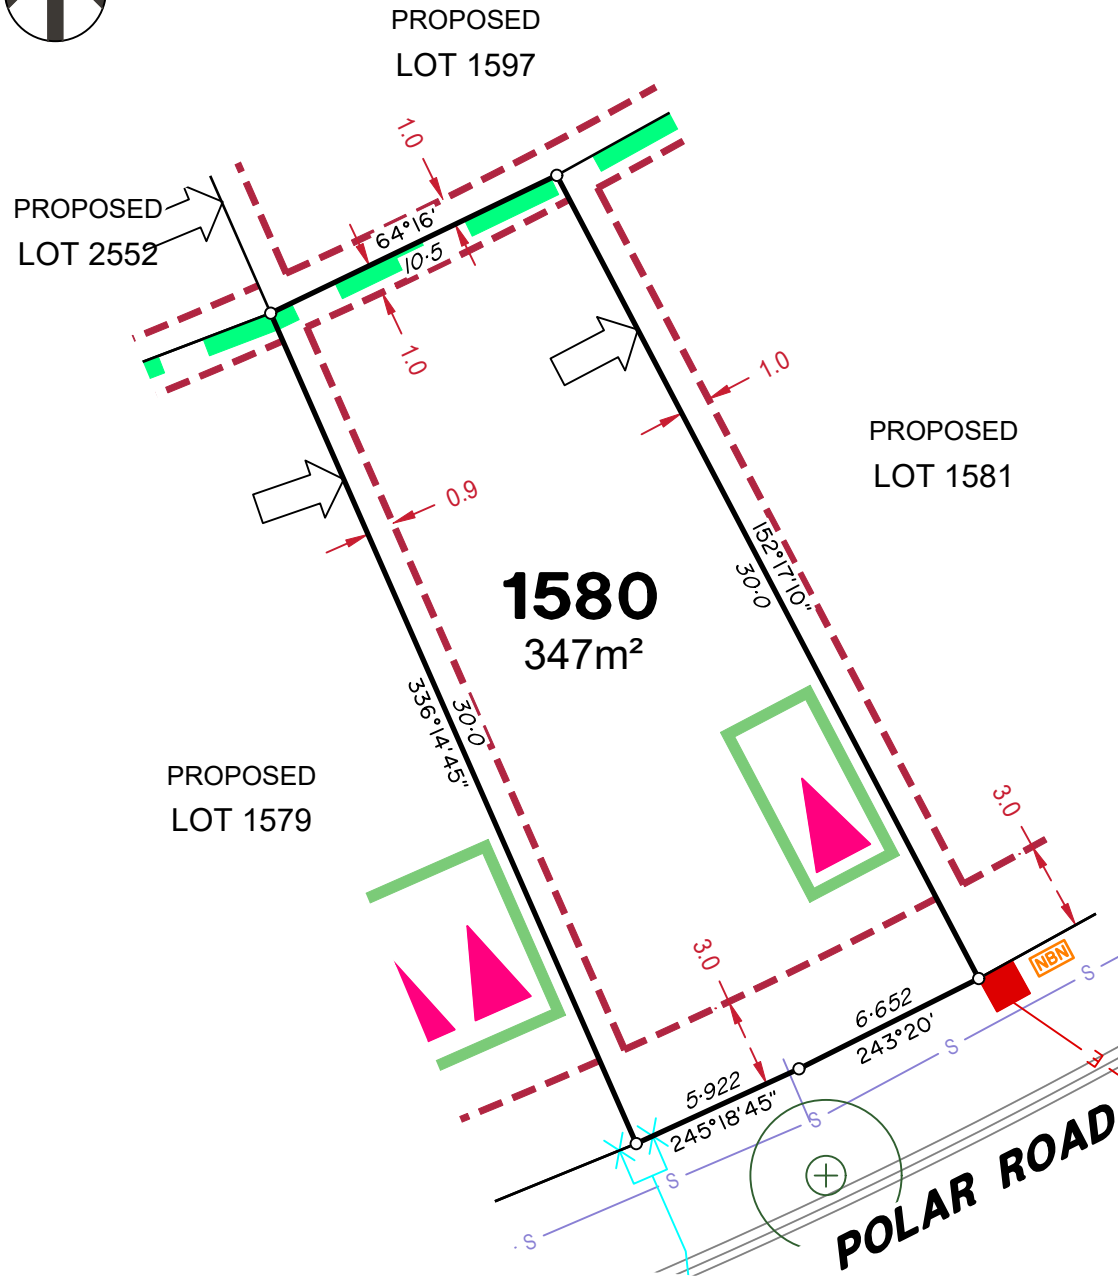 PROPOSED
LOT 1597
1.0
PROPOSED
LOT 2552
64°16'
10·5
1.0
1.0
PROPOSED
LOT 1581
0.9
1580
347m²
152°17'10"
30·0
336°14'45"
30·0
PROPOSED
LOT 1579
3.0
3.0
NBN
6·652
243°20'
5·922
245°18'45"
S
S
S
S
S
E
POLAR ROAD